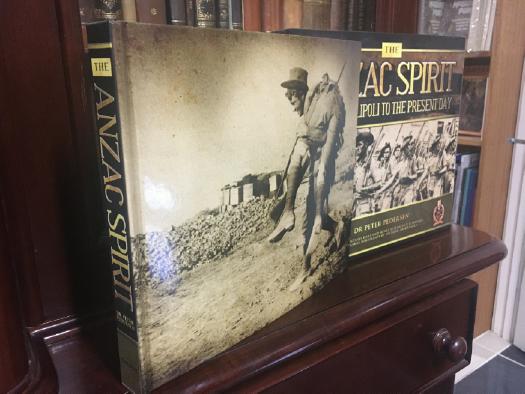 THE
ANZAC SPIRIT
THE
ZAC SPIRIT
LIPOLI TO THE PRESENT DAY
DR PETER PEDERSEN